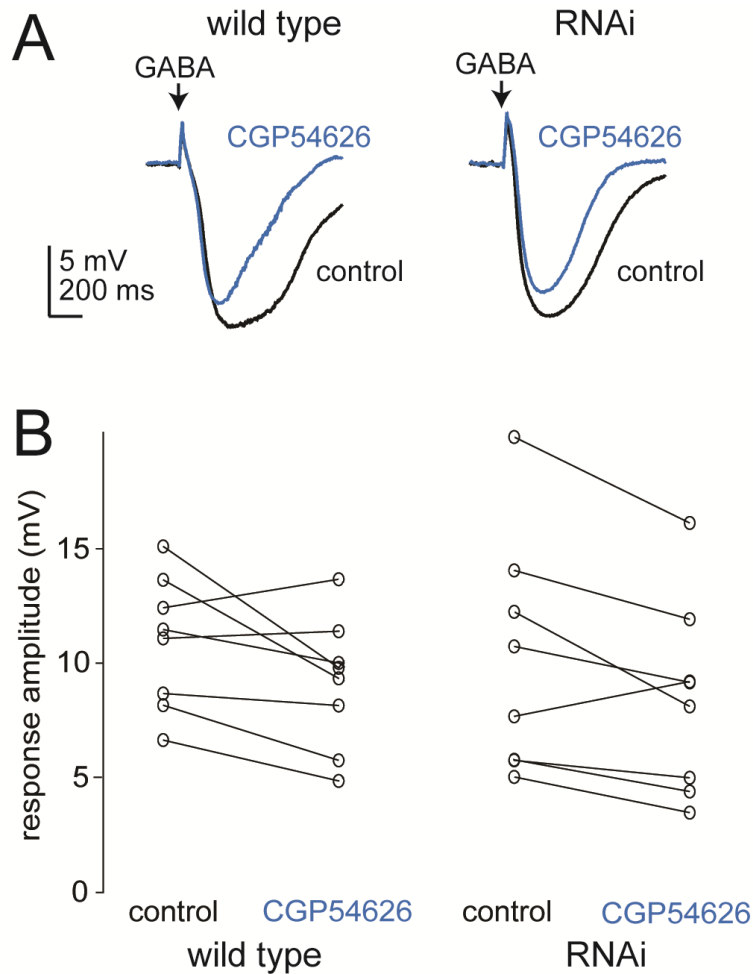 A
wild type
RNAi
GABA
GABA
CGP54626
CGP54626
5 mV
200 ms
control
control
B
response amplitude (mV)
15
10
5
0
control
CGP54626
control
CGP54626
wild type
RNAi